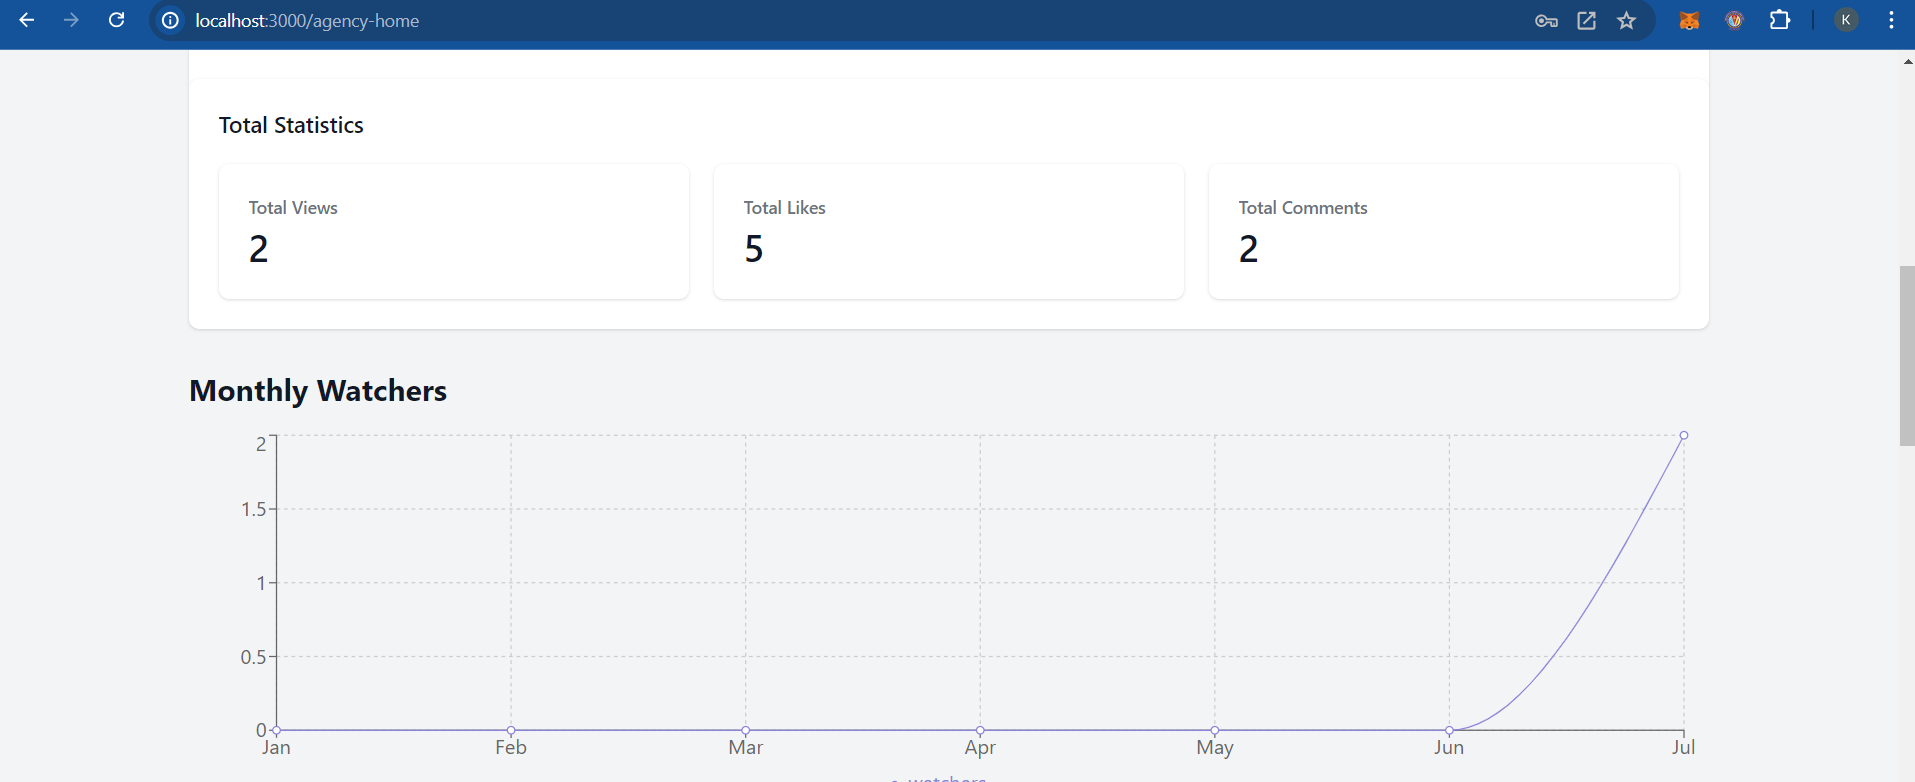 localhost:3000/agency-home
K
Total Statistics
Total Views
2
Total Likes
5
Total Comments
2
Monthly Watchers
2
1.5
1
0.5
0
Jan Feb Mar Apr May Jun Jul
watchers